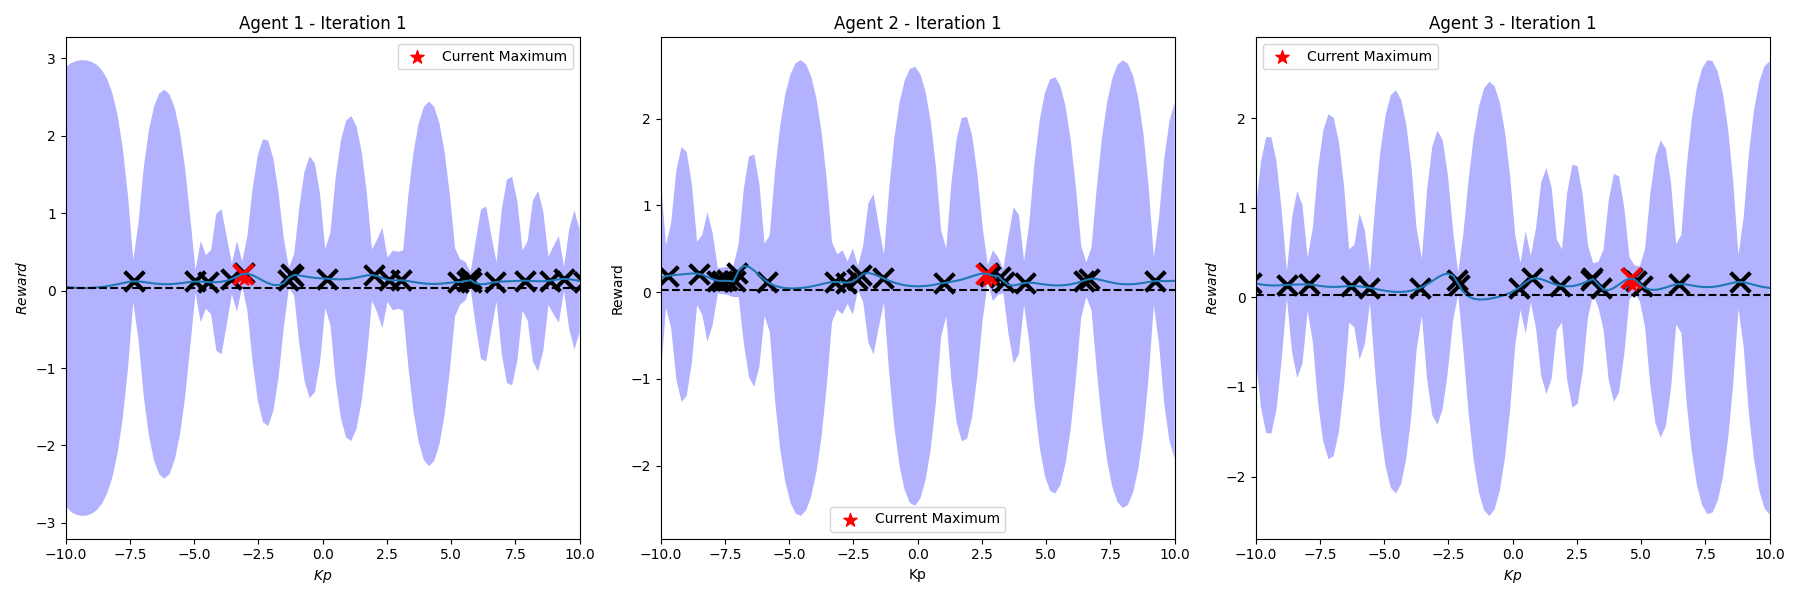 Agent 1 - Iteration 1
Current Maximum
Reward
3
2
1
0
−1
−2
−3
−10.0 −7.5 −5.0 −2.5 0.0 2.5 5.0 7.5 10.0
Kp
Agent 2 - Iteration 1
Reward
2
1
0
−1
−2
Current Maximum
−10.0 −7.5 −5.0 −2.5 0.0 2.5 5.0 7.5 10.0
Kp
Agent 3 - Iteration 1
Current Maximum
Reward
2
1
0
−1
−2
−10.0 −7.5 −5.0 −2.5 0.0 2.5 5.0 7.5 10.0
Kp